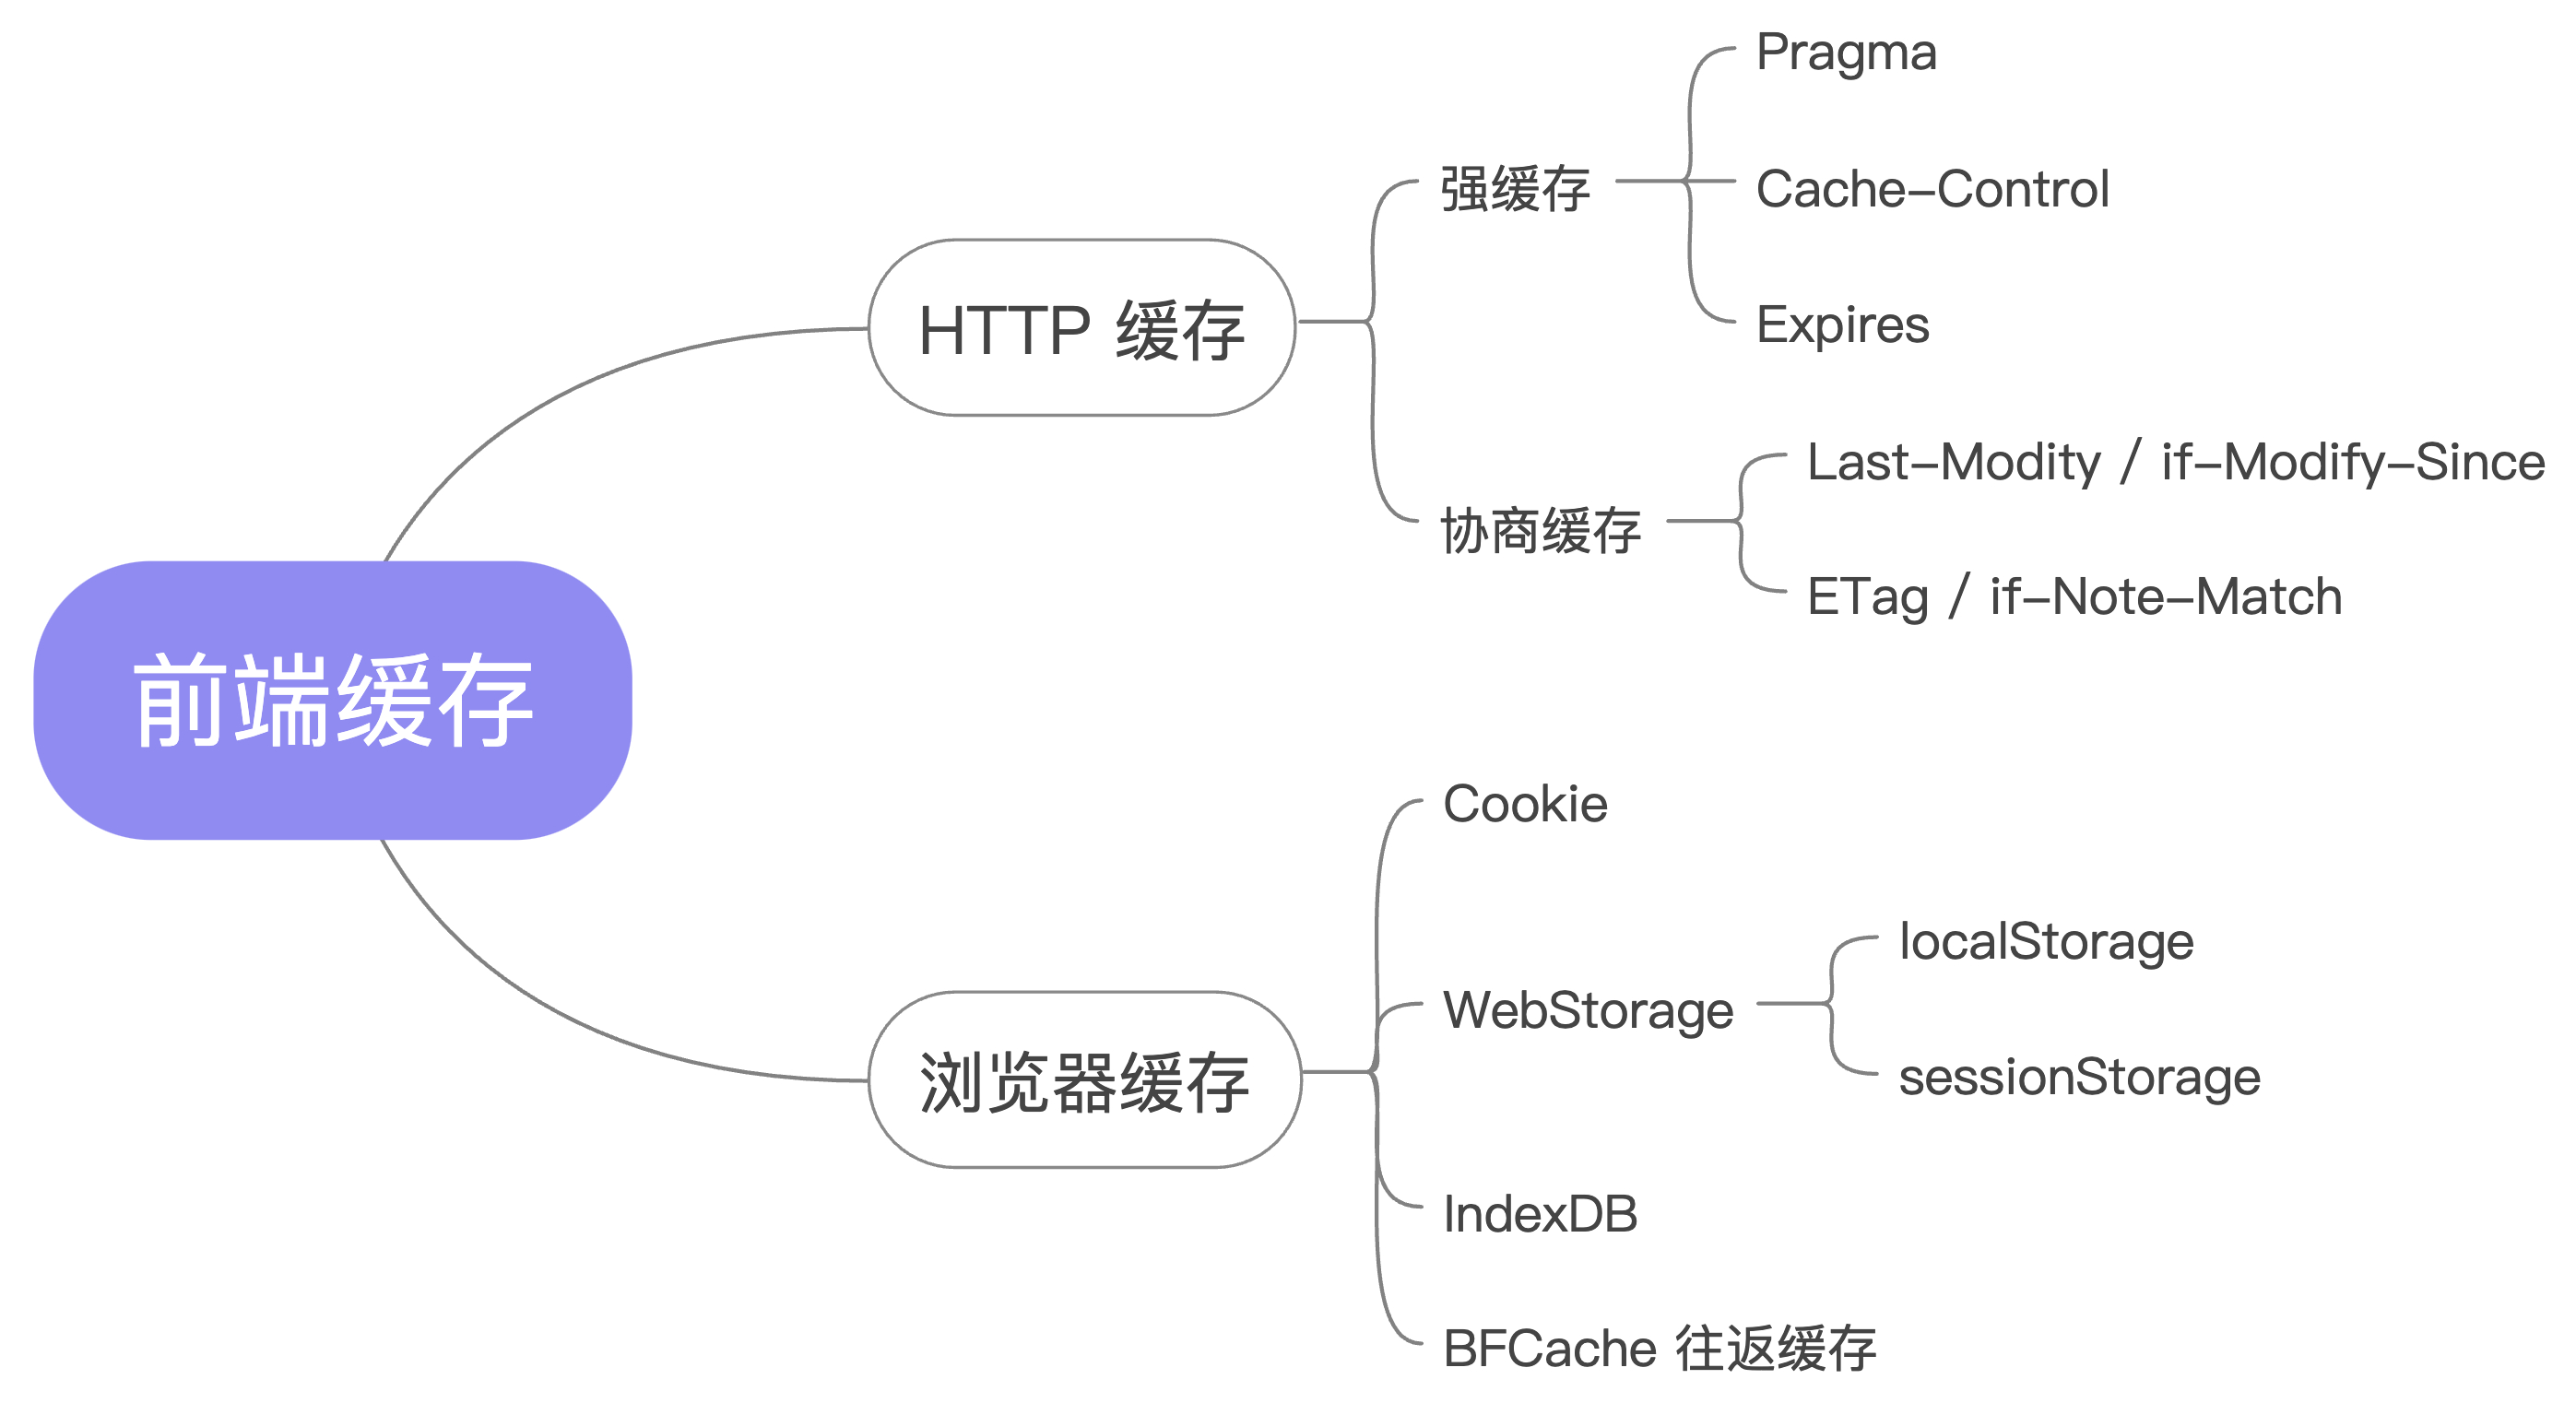 前端缓存
HTTP 缓存
强缓存
Pragma
Cache-Control
Expires
协商缓存
Last-Modity / if-Modify-Since
ETag / if-Note-Match
浏览器缓存
Cookie
WebStorage
localStorage
sessionStorage
IndexDB
BFCache 往返缓存